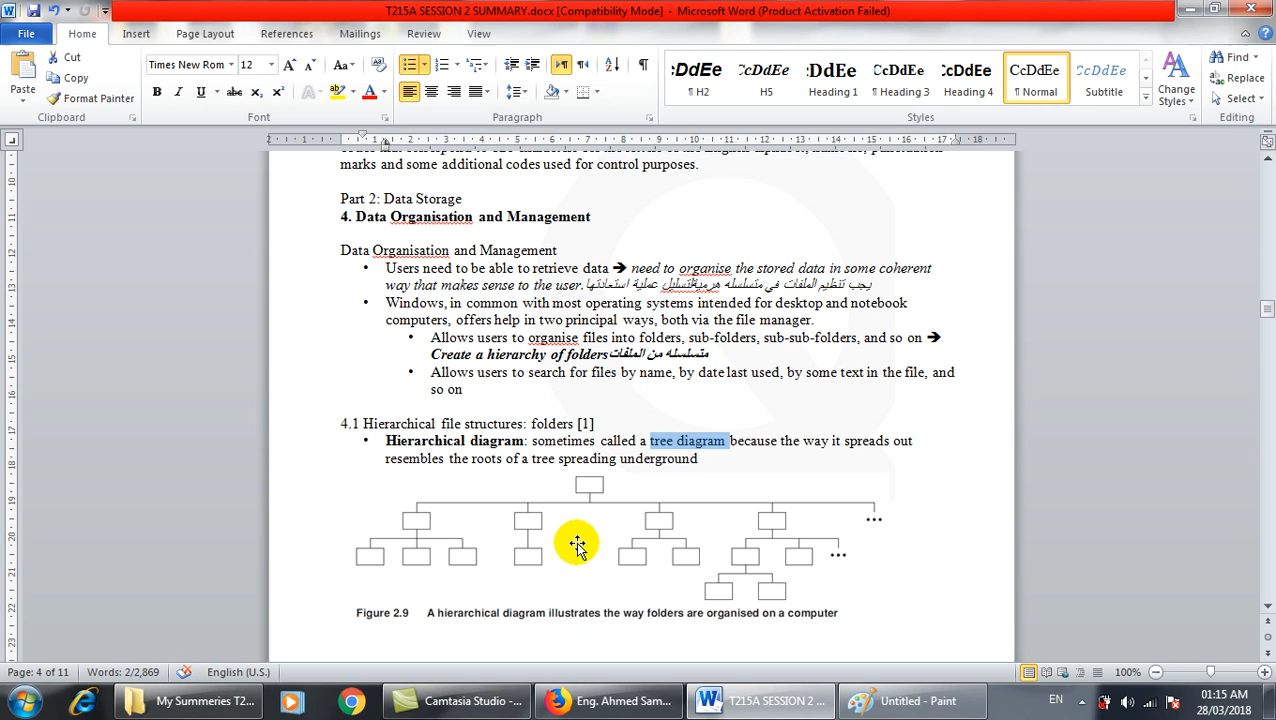 T215A SESSION 2 SUMMARY.docx [Compatibility Mode] - Microsoft Word (Product Activation Failed)
File Home Insert Page Layout References Mailings Review View
Paste Cut Copy Format Painter
Times New Rom 12
¶ H2 H5 Heading 1 ¶ Heading 3 Heading 4 ¶ Normal Subtitle
Change Styles
Find Replace Select
Clipboard Font Paragraph Styles Editing
marks and some additional codes used for control purposes.
Part 2: Data Storage
4. Data Organisation and Management
Data Organisation and Management
• Users need to be able to retrieve data ➔ need to organise the stored data in some coherent
way that makes sense to the user. يجب تنظيم الملفات في متسلسله هرمية لتسليل عملية استعادتها
• Windows, in common with most operating systems intended for desktop and notebook
computers, offers help in two principal ways, both via the file manager.
• Allows users to organise files into folders, sub-folders, sub-sub-folders, and so on ➔
Create a hierarchy of folders متسلسله من الملفات
• Allows users to search for files by name, by date last used, by some text in the file, and
so on
4.1 Hierarchical file structures: folders [1]
• Hierarchical diagram: sometimes called a tree diagram because the way it spreads out
resembles the roots of a tree spreading underground
Figure 2.9 A hierarchical diagram illustrates the way folders are organised on a computer
Page: 4 of 11 Words: 2/2,869 English (U.S.) 100%
My Summeries T2... Camtasia Studio -... Eng. Ahmed Sam... T215A SESSION 2 ... Untitled - Paint EN 01:15 AM
28/03/2018